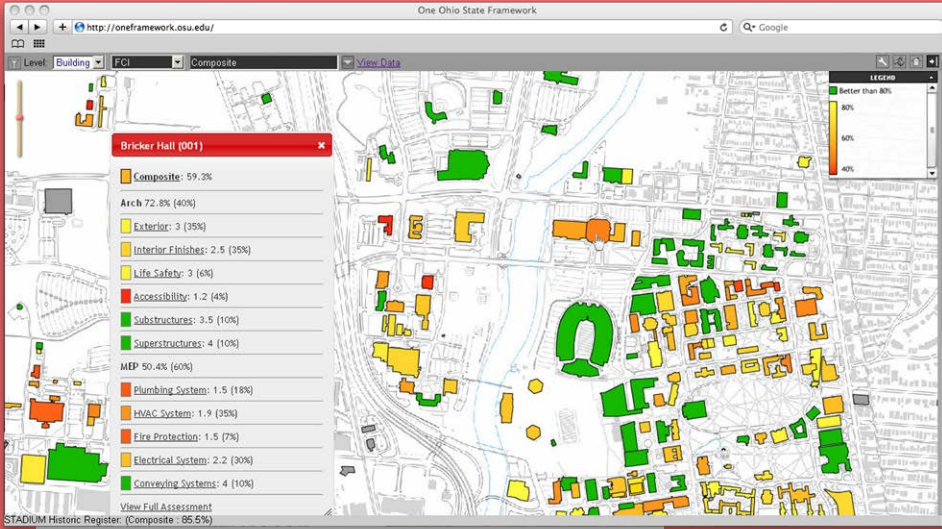 One Ohio State Framework
http://oneframework.osu.edu/
Google
Level: Building FCI Composite View Data
LEGEND
Better than 80%
80%
60%
40%
Bricker Hall (001)
Composite: 59.3%
Arch 72.8% (40%)
Exterior: 3 (35%)
Interior Finishes: 2.5 (35%)
Life Safety: 3 (6%)
Accessibility: 1.2 (4%)
Substructures: 3.5 (10%)
Superstructures: 4 (10%)
MEP 50.4% (60%)
Plumbing System: 1.5 (18%)
HVAC System: 1.9 (35%)
Fire Protection: 1.5 (7%)
Electrical System: 2.2 (30%)
Conveying Systems: 4 (10%)
View Full Assessment
STADIUM Historic Register: (Composite : 85.5%)